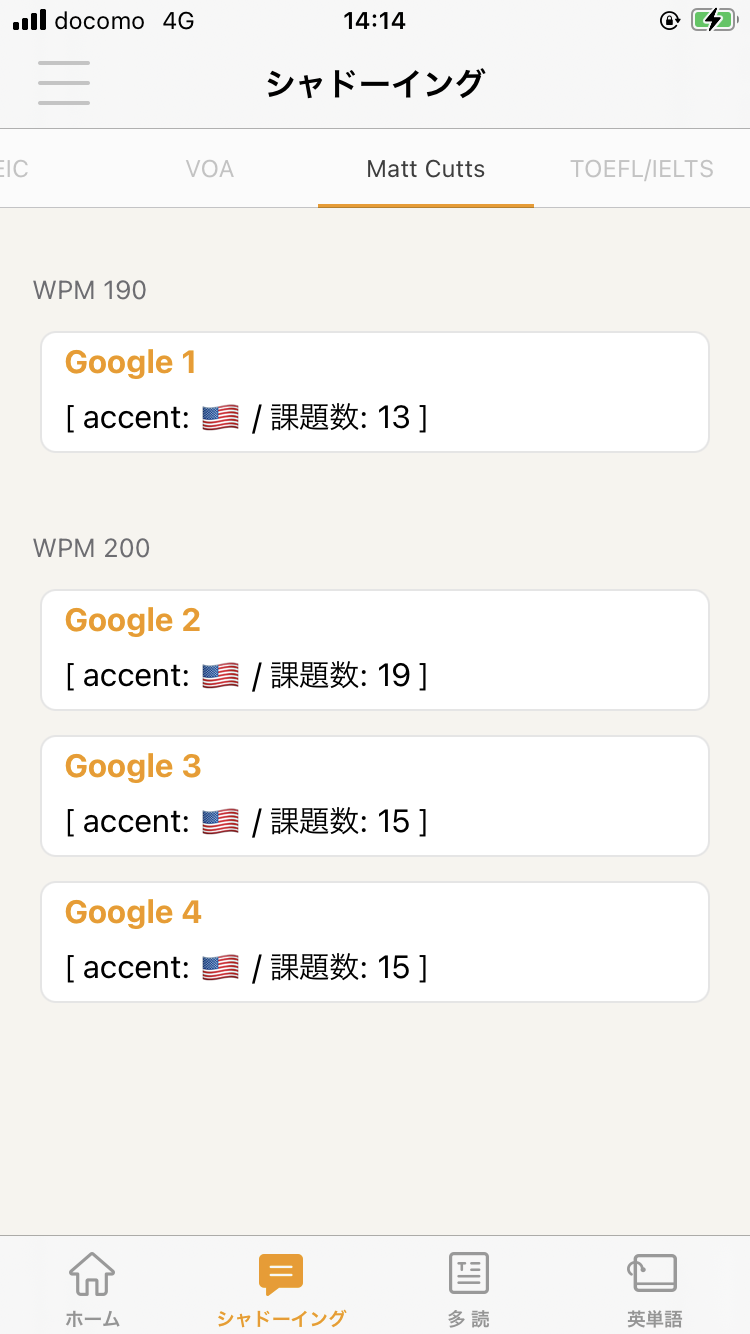 docomo 4G 14:14
シャドーイング
EIC VOA Matt Cutts TOEFL/IELTS
WPM 190
Google 1
[ accent: 🇺🇸 / 課題数: 13 ]
WPM 200
Google 2
[ accent: 🇺🇸 / 課題数: 19 ]
Google 3
[ accent: 🇺🇸 / 課題数: 15 ]
Google 4
[ accent: 🇺🇸 / 課題数: 15 ]
ホーム シャドーイング 多読 英単語